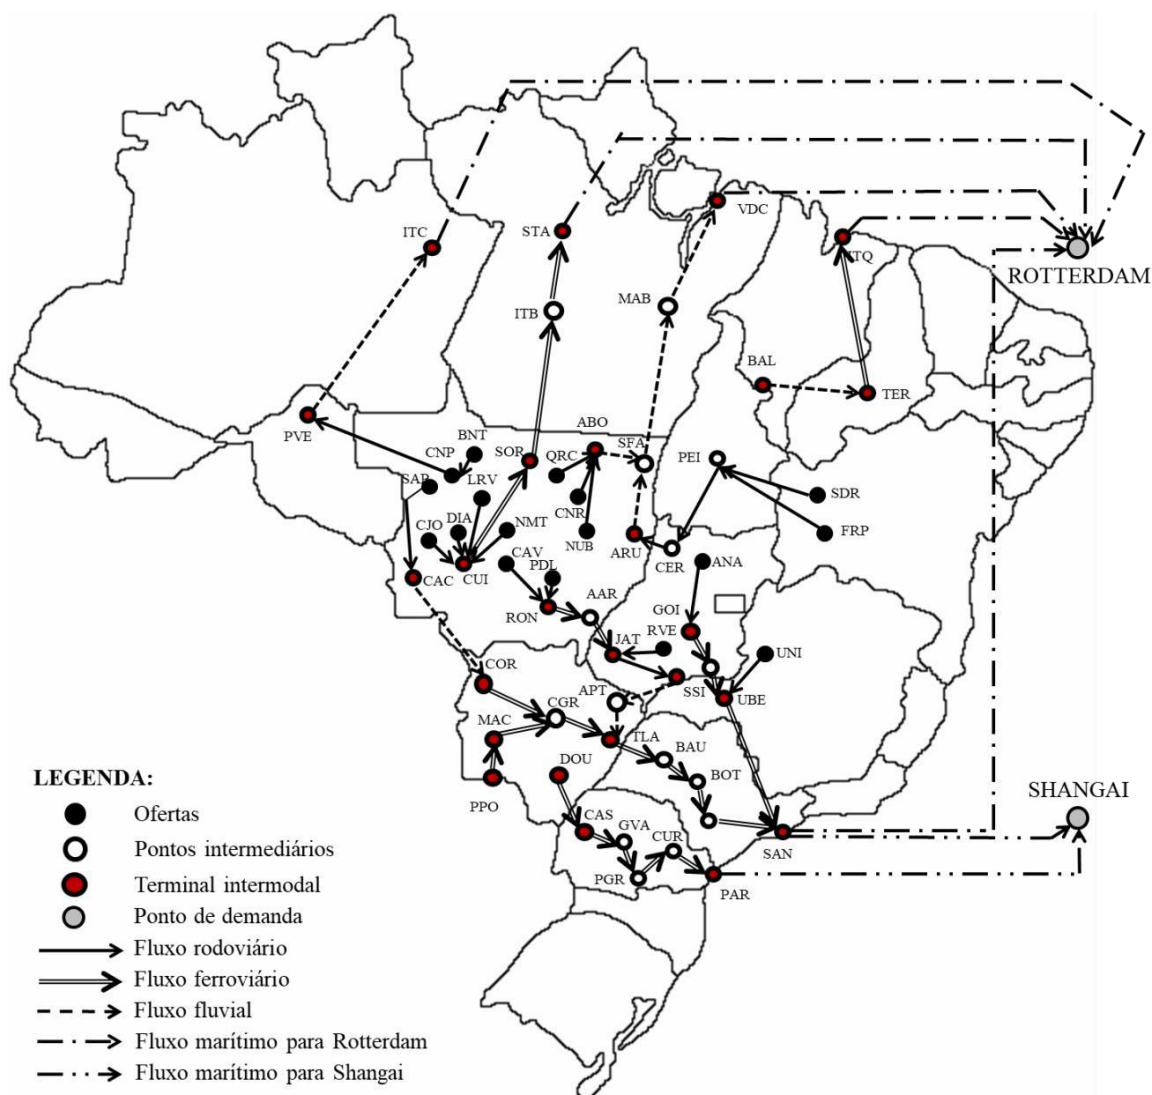 ITC
STA
VDC
ITQ
ROTTERDAM
ITB
MAB
BAL
TER
PVE
BNT
CNP
SOR
ABO
QRC
SFA
PEI
LRV
SAP
SDR
CNR
FRP
CJO
DIA
NMT
NUB
ARU
CER
CAV
PDL
ANA
CAC
CUI
AAR
GOI
RON
RVE
JAT
UNI
COR
APT
SSI
UBE
CGR
MAC
TLA
BAU
DOU
BOT
PPO
SHANGAI
CAS
GVA
CUR
SAN
PGR
PAR
LEGENDA:
Ofertas
Pontos intermediários
Terminal intermodal
Ponto de demanda
Fluxo rodoviário
Fluxo ferroviário
Fluxo fluvial
Fluxo marítimo para Rotterdam
Fluxo marítimo para Shangai